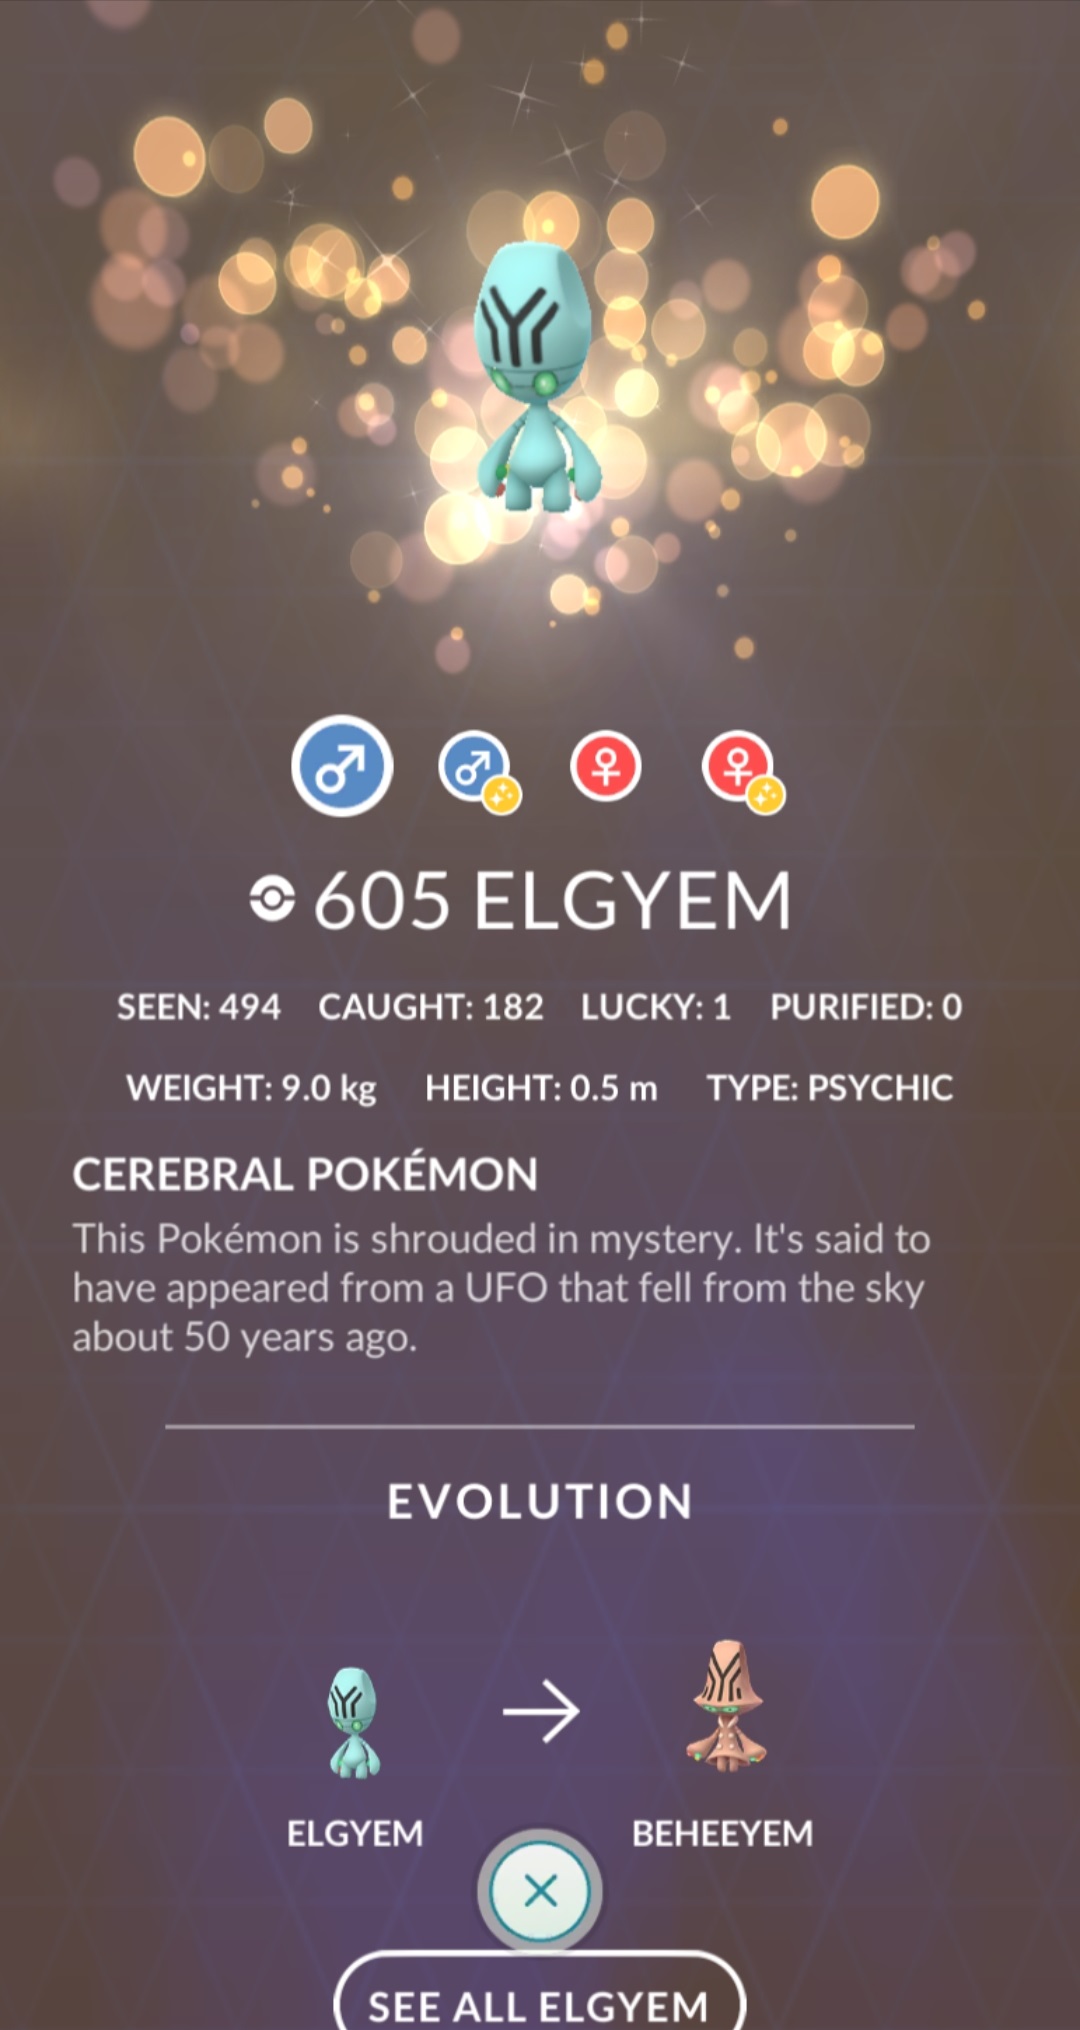 605 ELGYEM
SEEN: 494 CAUGHT: 182 LUCKY: 1 PURIFIED: 0
WEIGHT: 9.0 kg HEIGHT: 0.5 m TYPE: PSYCHIC
CEREBRAL POKÉMON
This Pokémon is shrouded in mystery. It's said to
have appeared from a UFO that fell from the sky
about 50 years ago.
EVOLUTION
ELGYEM BEHEEYEM
SEE ALL ELGYEM